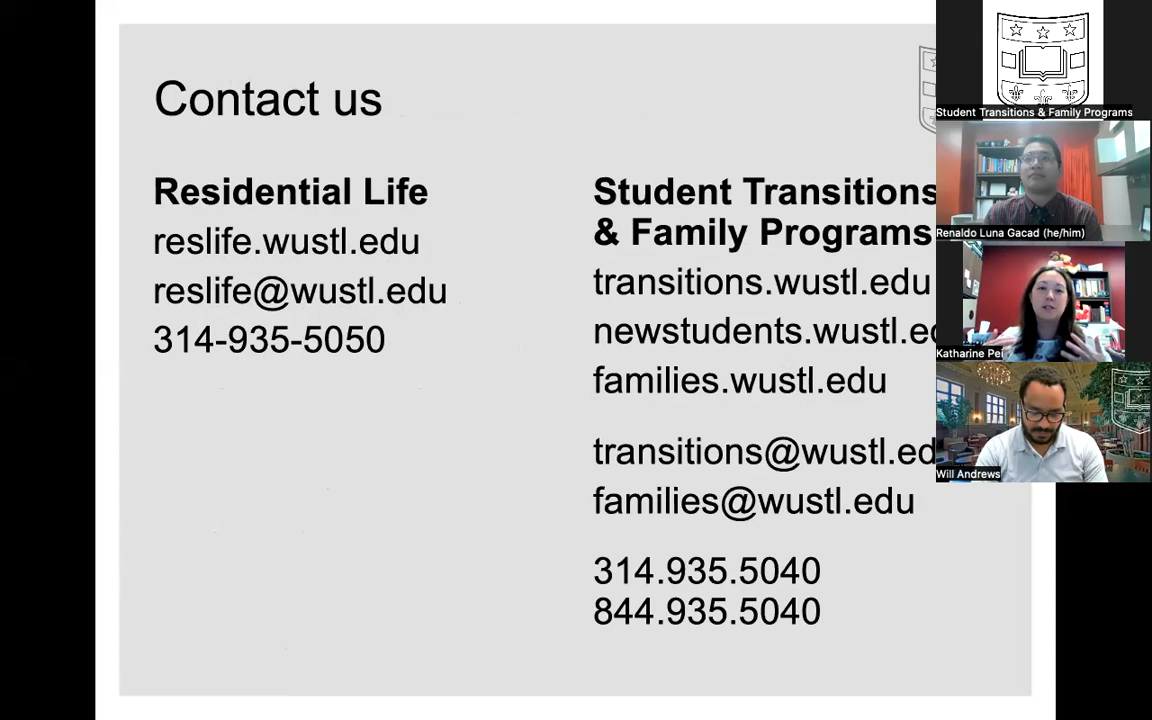 Contact us
Residential Life
reslife.wustl.edu
reslife@wustl.edu
314-935-5050
Student Transitions
& Family Programs
transitions.wustl.edu
newstudents.wustl.ed
families.wustl.edu
transitions@wustl.ed
families@wustl.edu
314.935.5040
844.935.5040
Student Transitions & Family Programs
Renaldo Luna Gacad (he/him)
Katharine Pei
Will Andrews